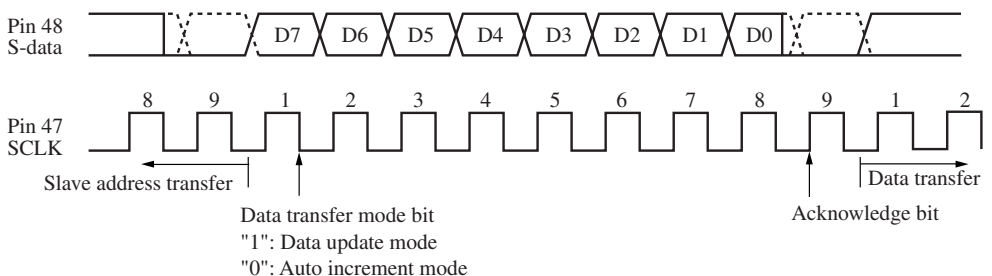 Pin 48
S-data
D7 D6 D5 D4 D3 D2 D1 D0
8 9 1 2 3 4 5 6 7 8 9 1 2
Pin 47
SCLK
Slave address transfer
Data transfer
Data transfer mode bit
Acknowledge bit
"1": Data update mode
"0": Auto increment mode